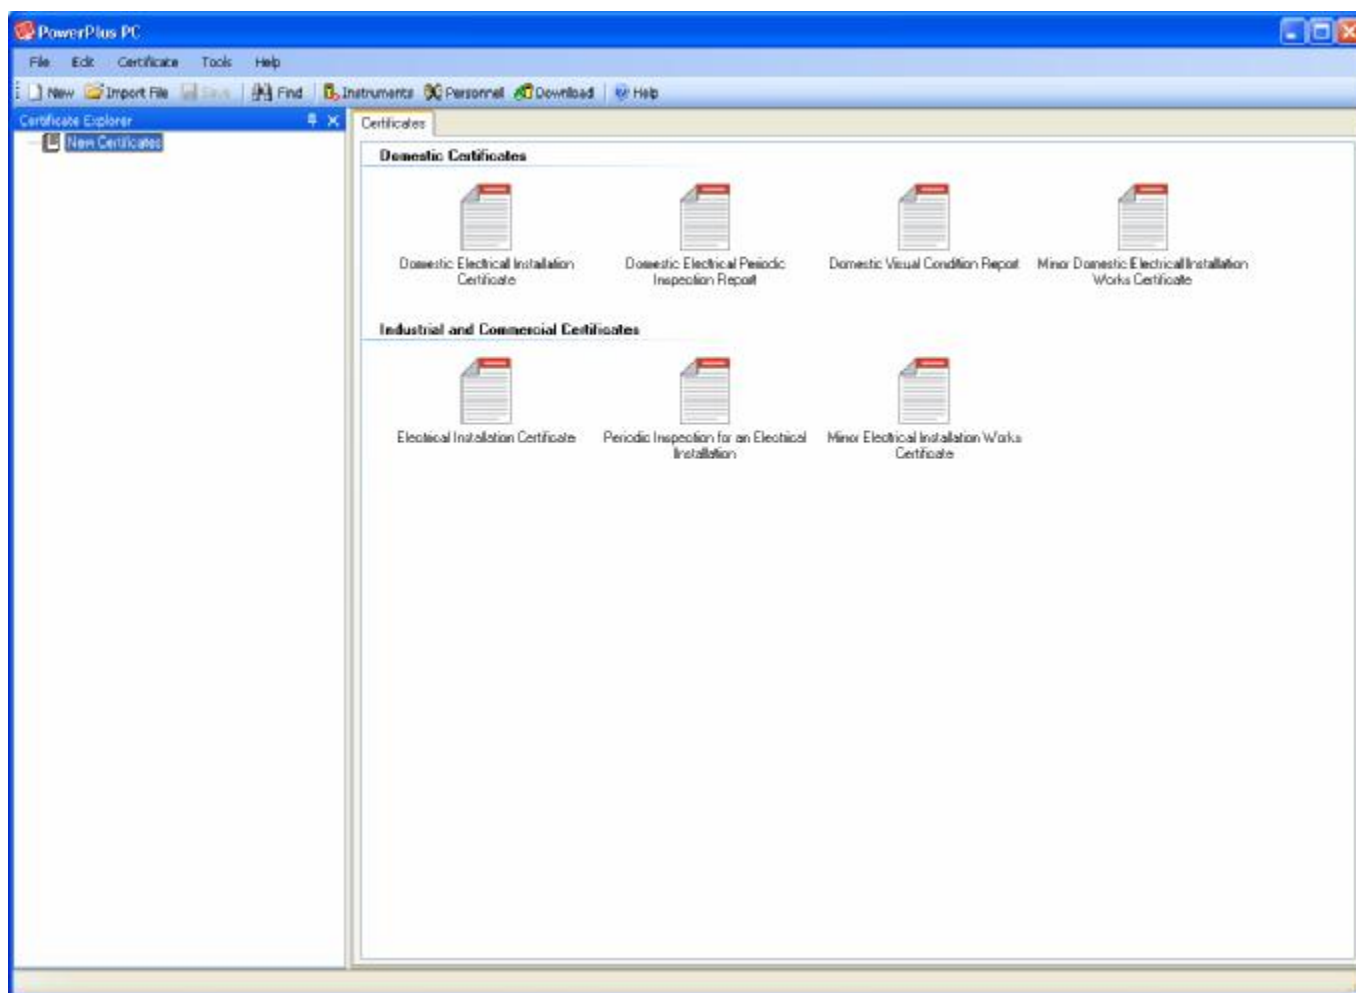 PowerPlus PC
File Edit Certificate Tools Help
New Import File Save Find Instruments Personnel Download Help
Certificate Explorer
New Certificates
Certificates
Domestic Certificates
Domestic Electrical Installation
Certificate
Domestic Electrical Periodic
Inspection Report
Domestic Visual Condition Report
Minor Domestic Electrical Installation
Works Certificate
Industrial and Commercial Certificates
Electrical Installation Certificate
Periodic Inspection for an Electrical
Installation
Minor Electrical Installation Works
Certificate